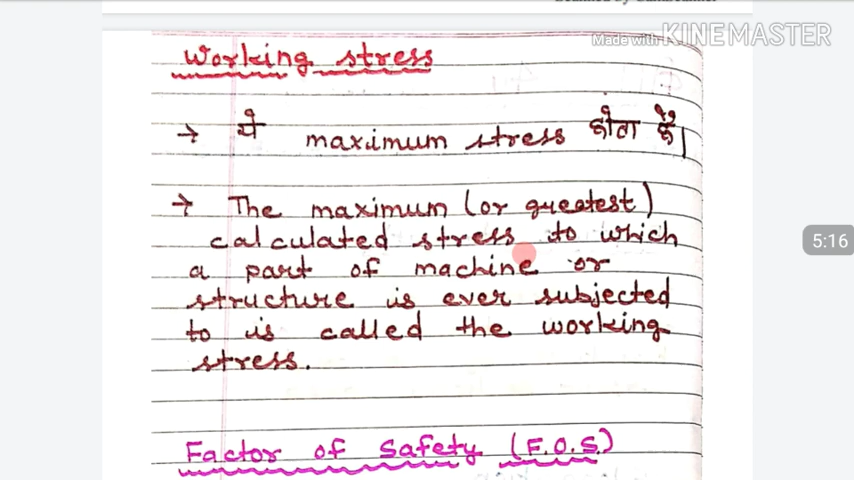 Made with KINEMASTER
Working stress
→ ये maximum stress होता है।
→ The maximum (or greatest)
calculated stress to which
a part of machine or
structure is ever subjected
to is called the working
stress.
5:16
Factor of Safety (F.O.S.)